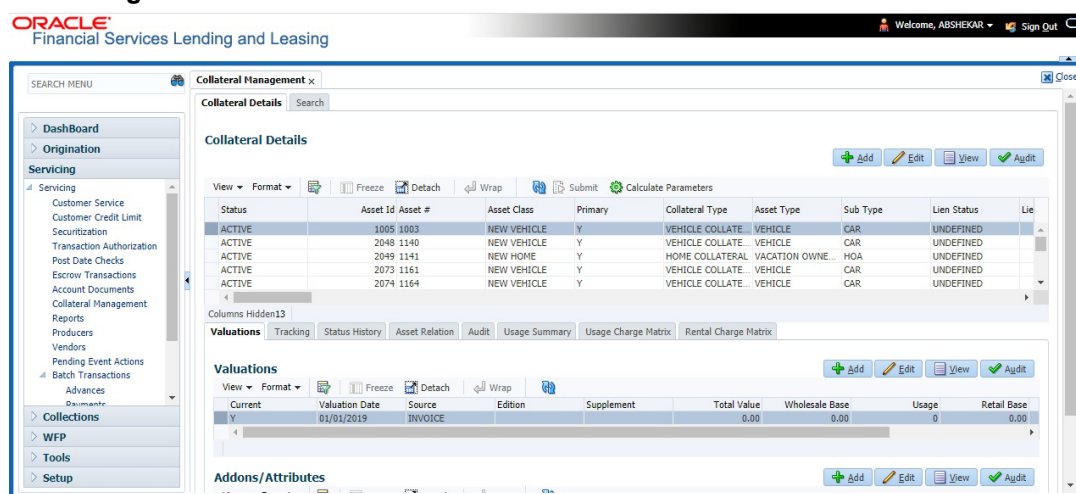 ORACLE
Financial Services Lending and Leasing
Welcome, ABSHEKAR Sign Out
SEARCH MENU
Collateral Management x
Close
Collateral Details Search
DashBoard
Origination
Servicing
Servicing
Customer Service
Customer Credit Limit
Securitization
Transaction Authorization
Post Date Checks
Escrow Transactions
Account Documents
Collateral Management
Reports
Producers
Vendors
Pending Event Actions
Batch Transactions
Advances
Payments
Collections
WFP
Tools
Setup
Collateral Details
Add Edit View Audit
View Format Freeze Detach Wrap Submit Calculate Parameters
Status Asset Id Asset # Asset Class Primary Collateral Type Asset Type Sub Type Lien Status Lie
ACTIVE 1005 1003 NEW VEHICLE Y VEHICLE COLLATE... VEHICLE CAR UNDEFINED
ACTIVE 2048 1140 NEW VEHICLE Y VEHICLE COLLATE... VEHICLE CAR UNDEFINED
ACTIVE 2049 1141 NEW HOME Y HOME COLLATERAL VACATION OWNE... HOA UNDEFINED
ACTIVE 2073 1161 NEW VEHICLE Y VEHICLE COLLATE... VEHICLE CAR UNDEFINED
ACTIVE 2074 1164 NEW VEHICLE Y VEHICLE COLLATE... VEHICLE CAR UNDEFINED
Columns Hidden13
Valuations Tracking Status History Asset Relation Audit Usage Summary Usage Charge Matrix Rental Charge Matrix
Valuations
Add Edit View Audit
View Format Freeze Detach Wrap
Current Valuation Date Source Edition Supplement Total Value Wholesale Base Usage Retail Base
Y 01/01/2019 INVOICE 0.00 0.00 0 0.00
Addons/Attributes
Add Edit View Audit